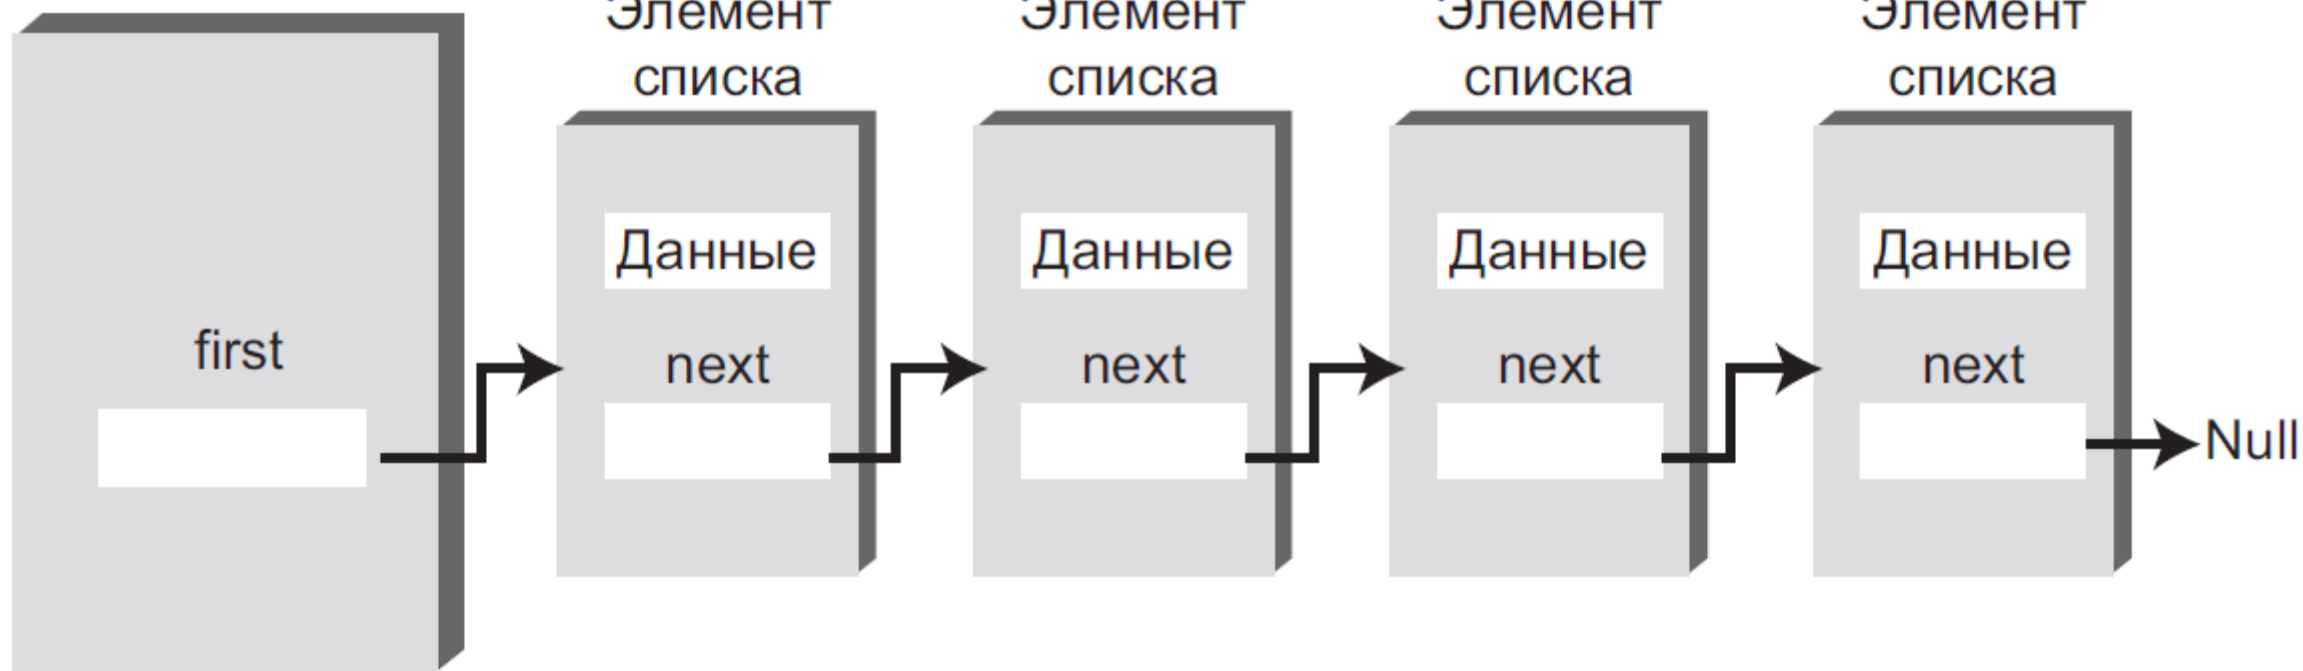 Элемент
списка
Элемент
списка
Элемент
списка
Элемент
списка
first
Данные
next
Данные
next
Данные
next
Данные
next
Null